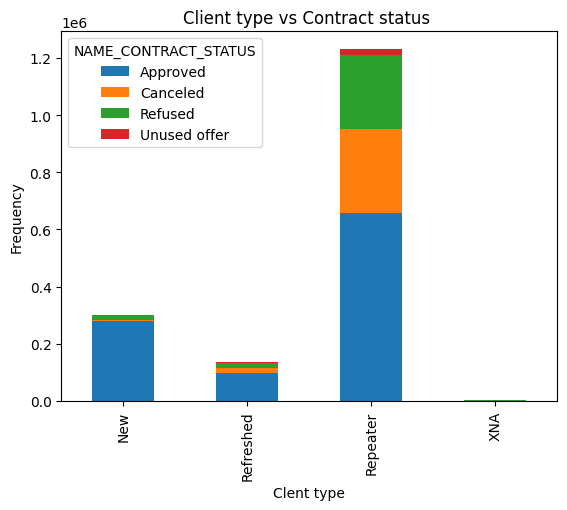 Client type vs Contract status
1e6
NAME_CONTRACT_STATUS
Approved
Canceled
Refused
Unused offer
Frequency
1.2
1.0
0.8
0.6
0.4
0.2
0.0
New
Refreshed
Repeater
XNA
Clent type